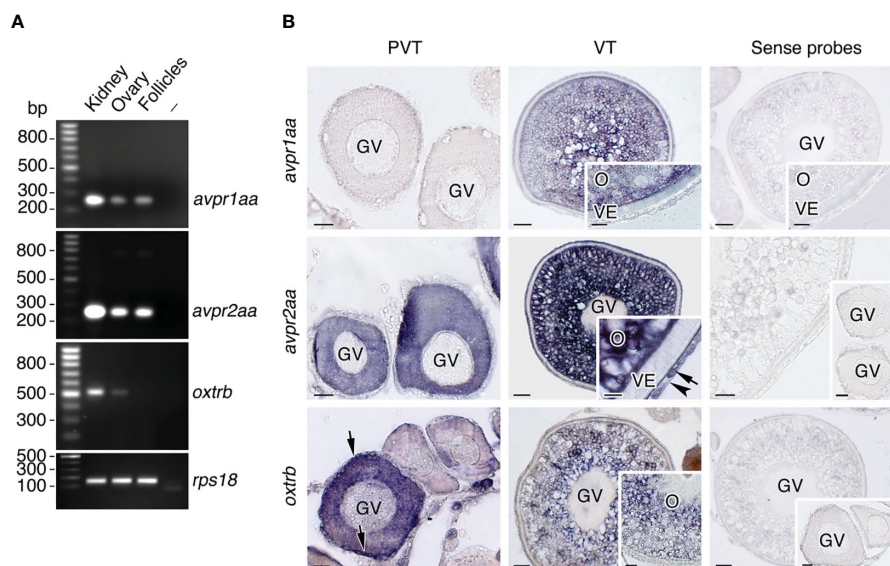 A
bp
Kidney
Ovary
Follicles
–
800
500
300
200
avpr1aa
800
500
300
200
avpr2aa
800
500
300
oxtrb
500
300
100
rps18
B
PVT VT Sense probes
avpr1aa
GV
GV
O
VE
GV
O
VE
avpr2aa
GV
GV
GV
O
VE
GV
GV
oxtrb
GV
GV
O
GV
GV